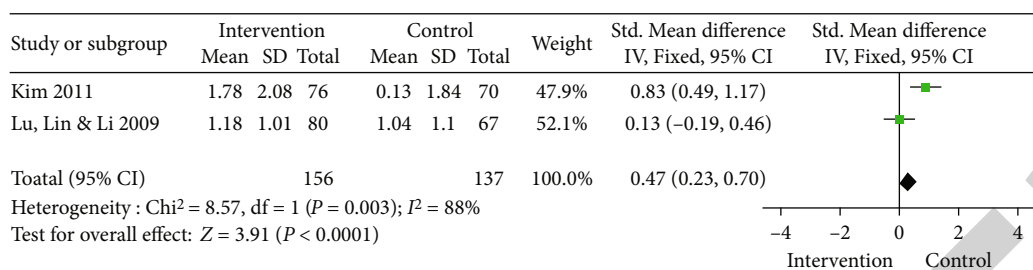 Study or subgroup Intervention Control Weight Std. Mean difference Std. Mean difference
Mean SD Total Mean SD Total IV, Fixed, 95% CI IV, Fixed, 95% CI
Kim 2011 1.78 2.08 76 0.13 1.84 70 47.9% 0.83 (0.49, 1.17)
Lu, Lin & Li 2009 1.18 1.01 80 1.04 1.1 67 52.1% 0.13 (–0.19, 0.46)
Toatal (95% CI) 156 137 100.0% 0.47 (0.23, 0.70)
Heterogeneity : Chi² = 8.57, df = 1 (P = 0.003); I² = 88%
Test for overall effect: Z = 3.91 (P < 0.0001)
–4 –2 0 2 4
Intervention Control